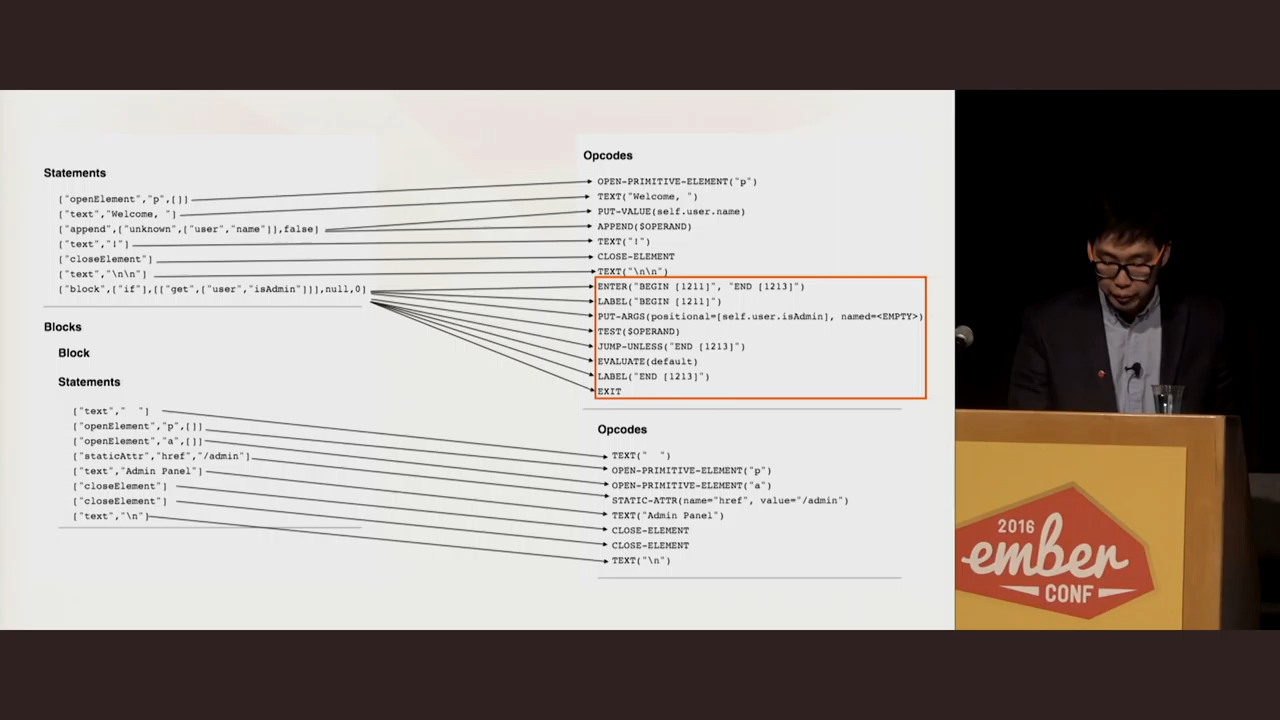 Statements
["openElement","p",[]]
["text","Welcome, "]
["append",["unknown",["user","name"]],false]
["text","!"]
["closeElement"]
["text","\n\n"]
["block",["if"],[["get",["user","isAdmin"]]],null,0]
Blocks
Block
Statements
["text","  "]
["openElement","p",[]]
["openElement","a",[]]
["staticAttr","href","/admin"]
["text","Admin Panel"]
["closeElement"]
["closeElement"]
["text","\n"]
Opcodes
OPEN-PRIMITIVE-ELEMENT("p")
TEXT("Welcome, ")
PUT-VALUE(self.user.name)
APPEND($OPERAND)
TEXT("!")
CLOSE-ELEMENT
TEXT("\n\n")
ENTER("BEGIN [1211]", "END [1213]")
LABEL("BEGIN [1211]")
PUT-ARGS(positional=[self.user.isAdmin], named=<EMPTY>)
TEST($OPERAND)
JUMP-UNLESS("END [1213]")
EVALUATE(default)
LABEL("END [1213]")
EXIT
Opcodes
TEXT("  ")
OPEN-PRIMITIVE-ELEMENT("p")
OPEN-PRIMITIVE-ELEMENT("a")
STATIC-ATTR(name="href", value="/admin")
TEXT("Admin Panel")
CLOSE-ELEMENT
CLOSE-ELEMENT
TEXT("\n")
2016
ember
CONF